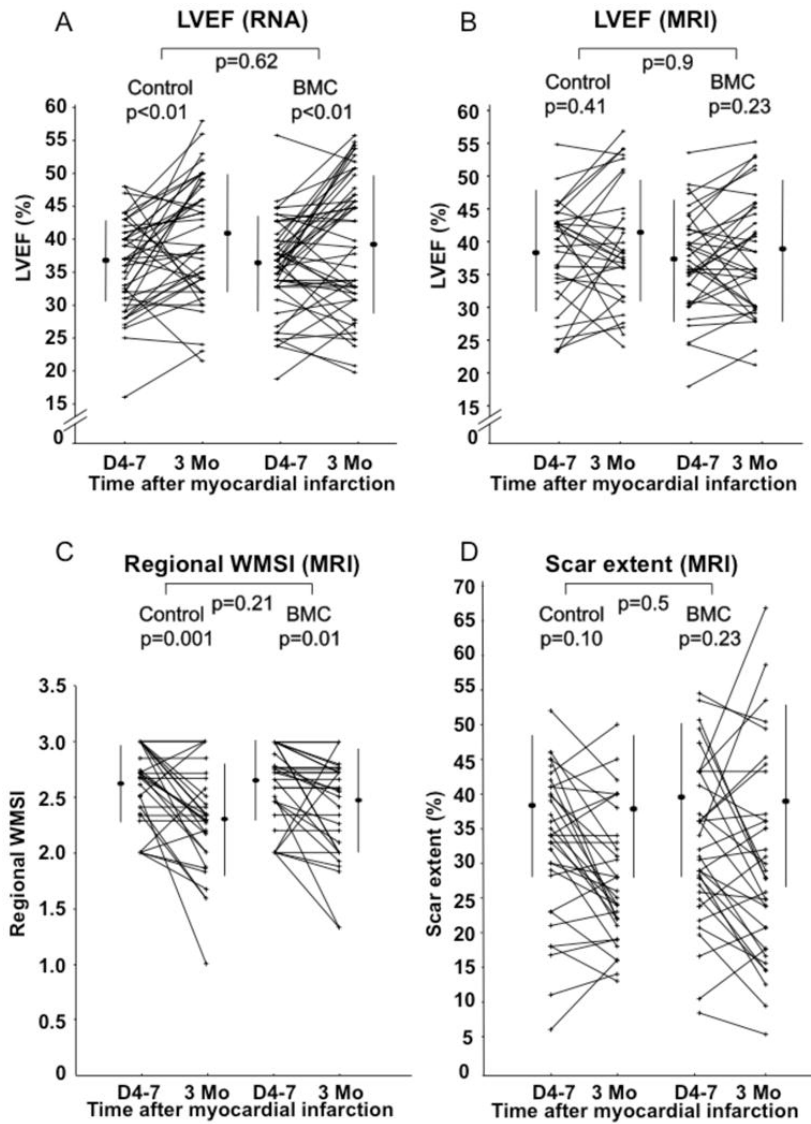 A
LVEF (RNA)
p=0.62
Control
p<0.01
BMC
p<0.01
LVEF (%)
60
55
50
45
40
35
30
25
20
15
0
D4-7 3 Mo D4-7 3 Mo
Time after myocardial infarction
B
LVEF (MRI)
p=0.9
Control
p=0.41
BMC
p=0.23
LVEF (%)
60
55
50
45
40
35
30
25
20
15
0
D4-7 3 Mo D4-7 3 Mo
Time after myocardial infarction
C
Regional WMSI (MRI)
p=0.21
Control
p=0.001
BMC
p=0.01
Regional WMSI
3.5
3.0
2.5
2.0
1.5
1.0
0.5
0
D4-7 3 Mo D4-7 3 Mo
Time after myocardial infarction
D
Scar extent (MRI)
p=0.5
Control
p=0.10
BMC
p=0.23
Scar extent (%)
70
65
60
55
50
45
40
35
30
25
20
15
10
5
0
D4-7 3 Mo D4-7 3 Mo
Time after myocardial infarction